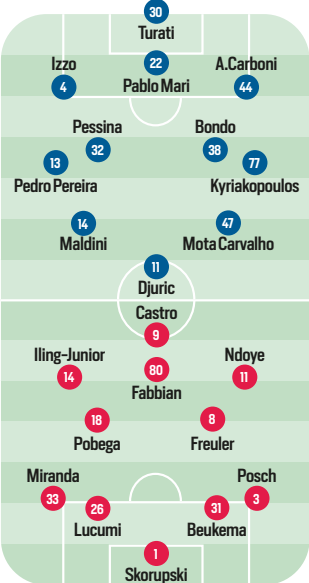 30
Turati
Izzo 22 A.Carboni
4 Pablo Mari 44
Pessina Bondo
32 38
13 77
Pedro Pereira Kyriakopoulos
14 47
Maldini Mota Carvalho
11
Djuric
Castro
9
Iling-Junior Ndoye
14 80 11
Fabbian
18 8
Pobega Freuler
Miranda Posch
33 26 31 3
Lucumi Beukema
1
Skorupski